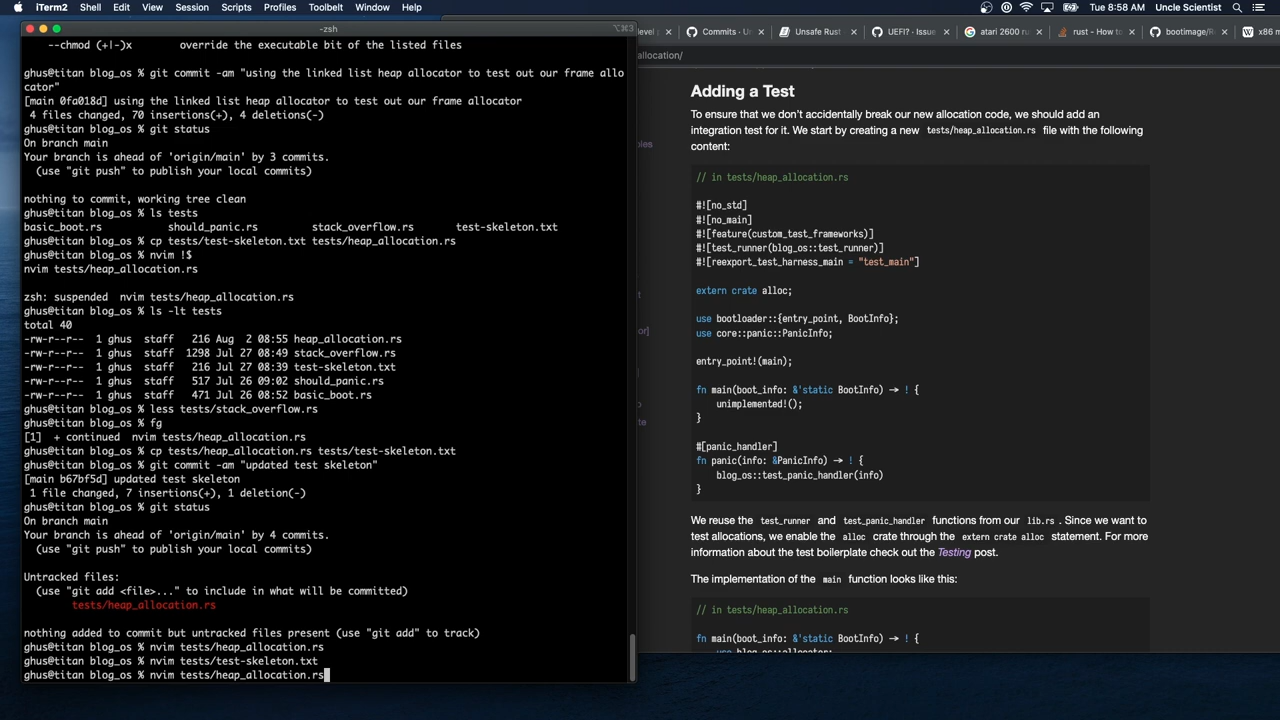 iTerm2 Shell Edit View Session Scripts Profiles Toolbelt Window Help
Tue 8:58 AM Uncle Scientist
-zsh
⌥⌘3
--chmod (+|-)x override the executable bit of the listed files
ghus@titan blog_os % git commit -am "using the linked list heap allocator to test out our frame allo
cator"
[main 0fa018d] using the linked list heap allocator to test out our frame allocator
4 files changed, 70 insertions(+), 4 deletions(-)
ghus@titan blog_os % git status
On branch main
Your branch is ahead of 'origin/main' by 3 commits.
(use "git push" to publish your local commits)
nothing to commit, working tree clean
ghus@titan blog_os % ls tests
basic_boot.rs should_panic.rs stack_overflow.rs test-skeleton.txt
ghus@titan blog_os % cp tests/test-skeleton.txt tests/heap_allocation.rs
ghus@titan blog_os % nvim !$
nvim tests/heap_allocation.rs
zsh: suspended nvim tests/heap_allocation.rs
ghus@titan blog_os % ls -lt tests
total 40
-rw-r--r-- 1 ghus staff 216 Aug 2 08:55 heap_allocation.rs
-rw-r--r-- 1 ghus staff 1298 Jul 27 08:49 stack_overflow.rs
-rw-r--r-- 1 ghus staff 216 Jul 27 08:39 test-skeleton.txt
-rw-r--r-- 1 ghus staff 517 Jul 26 09:02 should_panic.rs
-rw-r--r-- 1 ghus staff 471 Jul 26 08:52 basic_boot.rs
ghus@titan blog_os % less tests/stack_overflow.rs
ghus@titan blog_os % fg
[1] + continued nvim tests/heap_allocation.rs
ghus@titan blog_os % cp tests/heap_allocation.rs tests/test-skeleton.txt
ghus@titan blog_os % git commit -am "updated test skeleton"
[main b67bf5d] updated test skeleton
1 file changed, 7 insertions(+), 1 deletion(-)
ghus@titan blog_os % git status
On branch main
Your branch is ahead of 'origin/main' by 4 commits.
(use "git push" to publish your local commits)
Untracked files:
(use "git add <file>..." to include in what will be committed)
tests/heap_allocation.rs
nothing added to commit but untracked files present (use "git add" to track)
ghus@titan blog_os % nvim tests/heap_allocation.rs
ghus@titan blog_os % nvim tests/test-skeleton.txt
ghus@titan blog_os % nvim tests/heap_allocation.rs
Commits · Un Unsafe Rust UEFI? · Issue atari 2600 ru rust - How to bootimage/Re x86 m
allocation/
Adding a Test
To ensure that we don't accidentally break our new allocation code, we should add an
integration test for it. We start by creating a new tests/heap_allocation.rs file with the following
content:
// in tests/heap_allocation.rs
#![no_std]
#![no_main]
#![feature(custom_test_frameworks)]
#![test_runner(blog_os::test_runner)]
#![reexport_test_harness_main = "test_main"]
extern crate alloc;
use bootloader::{entry_point, BootInfo};
use core::panic::PanicInfo;
entry_point!(main);
fn main(boot_info: &'static BootInfo) -> ! {
unimplemented!();
}
#[panic_handler]
fn panic(info: &PanicInfo) -> ! {
blog_os::test_panic_handler(info)
}
We reuse the test_runner and test_panic_handler functions from our lib.rs . Since we want to
test allocations, we enable the alloc crate through the extern crate alloc statement. For more
information about the test boilerplate check out the Testing post.
The implementation of the main function looks like this:
// in tests/heap_allocation.rs
fn main(boot_info: &'static BootInfo) -> ! {
use blog_os::allocator;